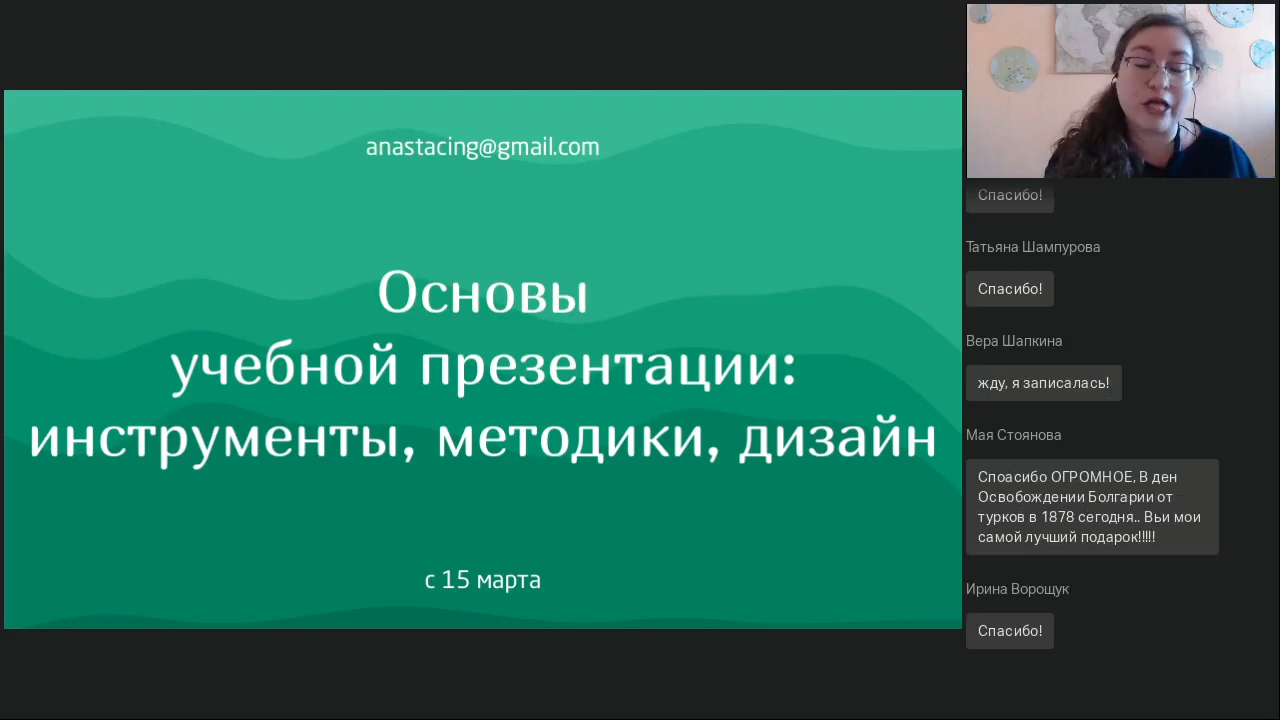 anastacing@gmail.com
Основы
учебной презентации:
инструменты, методики, дизайн
с 15 марта
Спасибо!
Татьяна Шампурова
Спасибо!
Вера Шапкина
жду, я записалась!
Мая Стоянова
Споасибо ОГРОМНОЕ, В ден
Освобождении Болгарии от
турков в 1878 сегодня.. Вьи мои
самой лучший подарок!!!!!
Ирина Ворощук
Спасибо!